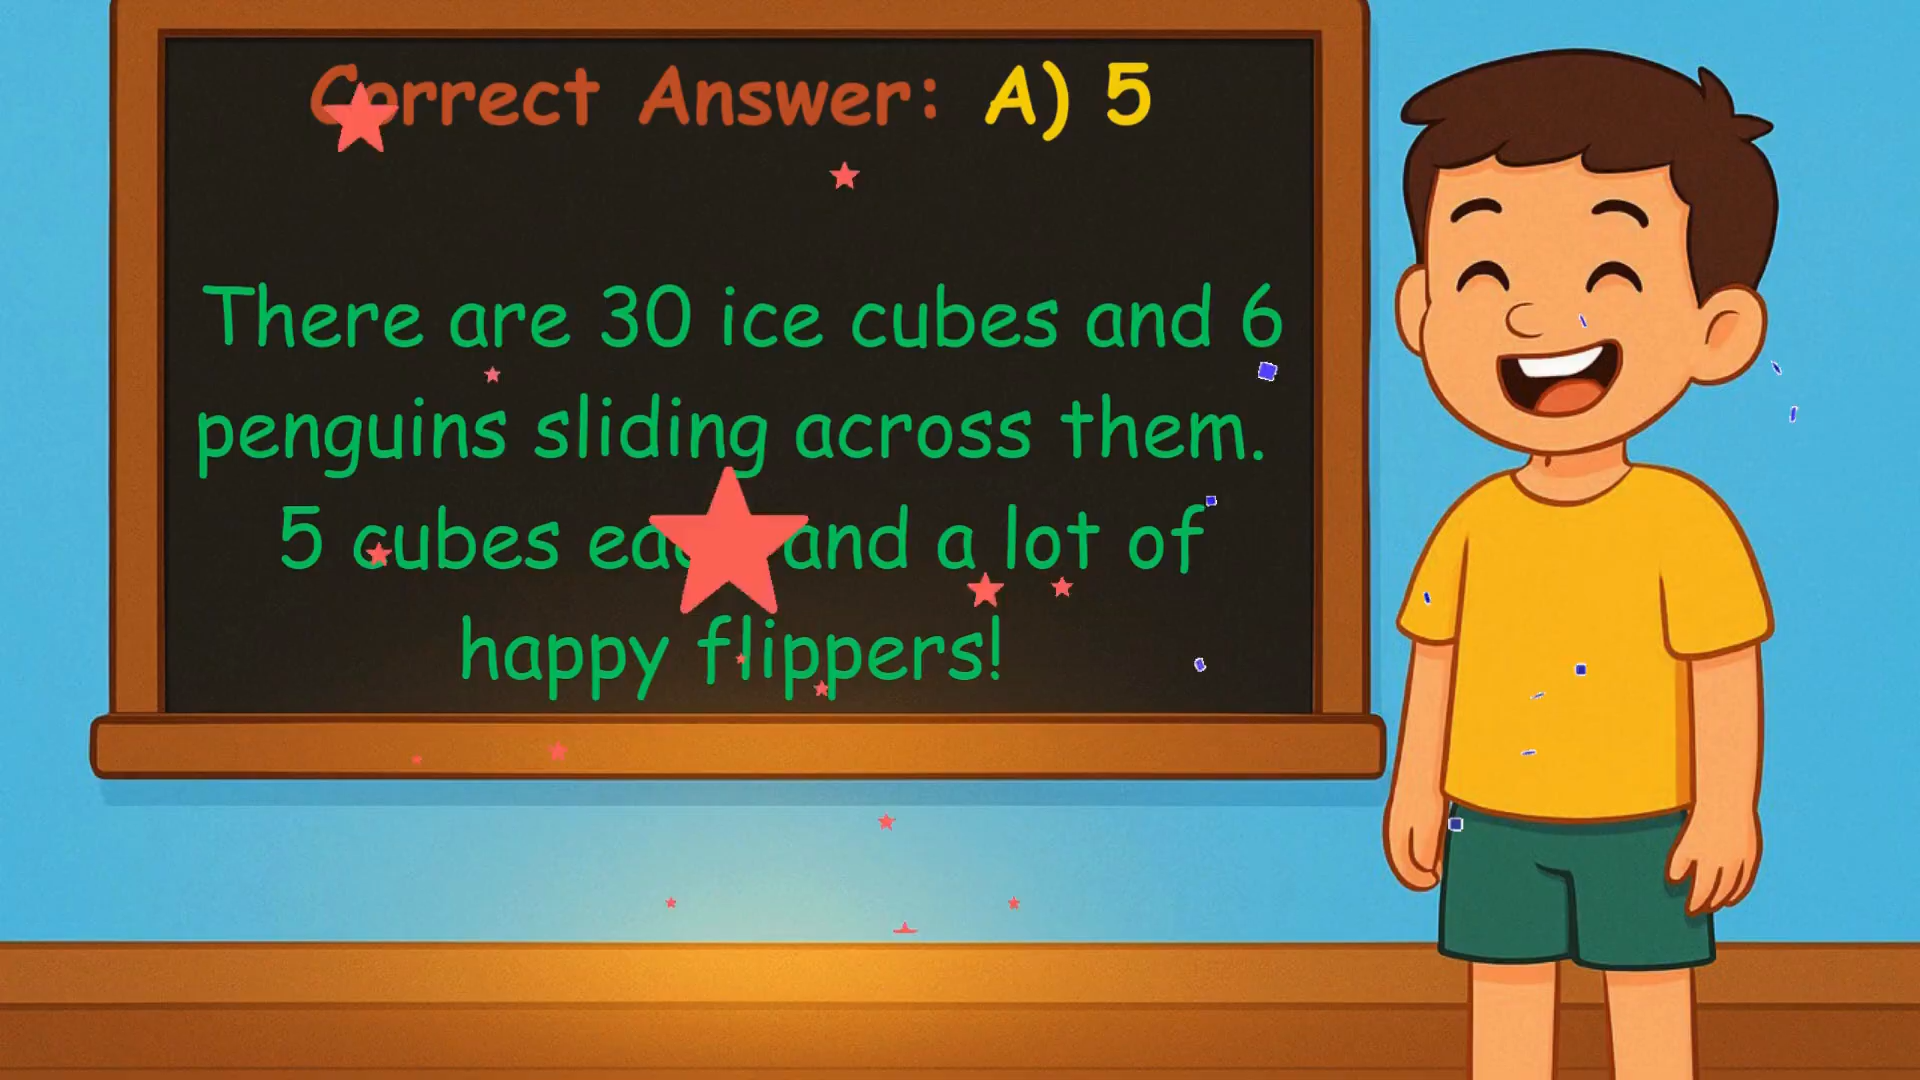 Correct Answer: A) 5
There are 30 ice cubes and 6
penguins sliding across them.
5 cubes and a lot of
happy flippers!